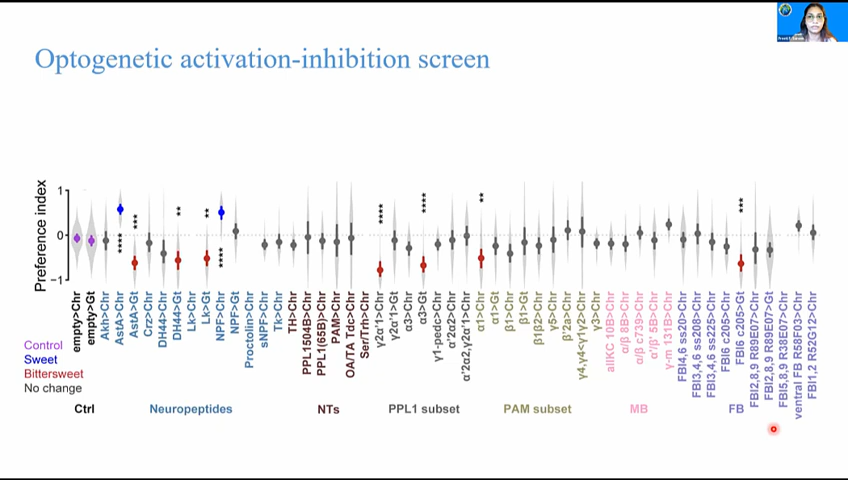 Optogenetic activation-inhibition screen
Preference index
1
0
−1
****
***
**
**
****
****
****
**
***
empty>Chr
empty>Gt
Akh>Chr
AstA>Chr
AstA>Gt
Crz>Chr
DH44>Chr
DH44>Gt
Lk>Chr
Lk>Gt
NPF>Chr
NPF>Gt
Proctolin>Chr
sNPF>Chr
Tk>Chr
TH>Chr
PPL1504B>Chr
PPL1(65B)>Chr
PAM>Chr
OA/TA Tdc>Chr
Ser/Trh>Chr
γ2α'1>Chr
γ2α'1>Gt
α3>Chr
α3>Gt
γ1-pedc>Chr
α'2α2>Chr
α'2α2,γ2α'1>Chr
α1>Chr
α1>Gt
β1>Chr
β1>Gt
β1β2>Chr
γ5>Chr
β'2a>Chr
γ4,γ4<γ1γ2>Chr
γ3>Chr
allKC 10B>Chr
α/β 8B>Chr
α/β c739>Chr
α'/β' 5B>Chr
γ-m 131B>Chr
FBl4,6 ss20>Chr
FBl3,4,6 ss208>Chr
FBl3,4,6 ss225>Chr
FBl6 c205>Chr
FBl6 c205>Gt
FBl2,8,9 R89E07>Chr
FBl2,8,9 R89E07>Gt
FBl5,8,9 R38E07>Chr
ventral FB R58F03>Chr
FBl1,2 R52G12>Chr
Control
Sweet
Bittersweet
No change
Ctrl
Neuropeptides
NTs
PPL1 subset
PAM subset
MB
FB